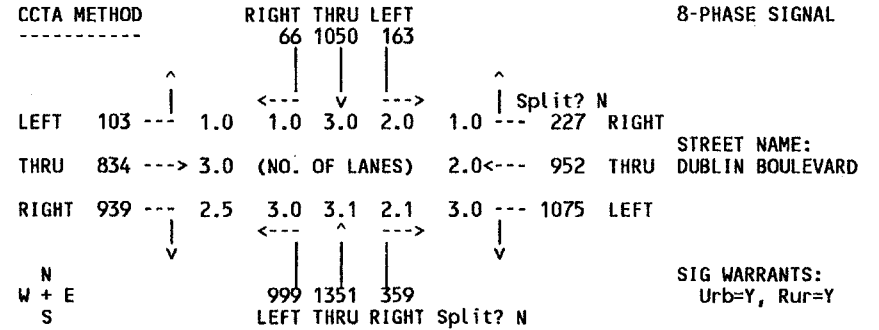 CCTA METHOD RIGHT THRU LEFT 8-PHASE SIGNAL
----------- 66 1050 163
^ ^
<--- v ---> Split? N
LEFT 103 --- 1.0 1.0 3.0 2.0 1.0 --- 227 RIGHT
STREET NAME:
THRU 834 ---> 3.0 (NO. OF LANES) 2.0<--- 952 THRU DUBLIN BOULEVARD
RIGHT 939 --- 2.5 3.0 3.1 2.1 3.0 --- 1075 LEFT
<--- ^ --->
v v
N SIG WARRANTS:
W + E 999 1351 359 Urb=Y, Rur=Y
S LEFT THRU RIGHT Split? N